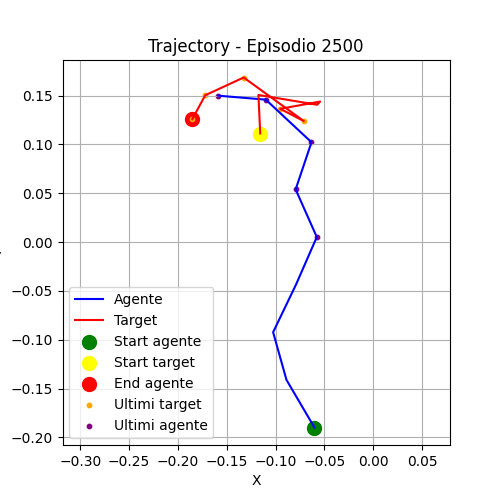 Trajectory - Episodio 2500
0.15
0.10
0.05
0.00
−0.05
−0.10
−0.15
−0.20
Agente
Target
Start agente
Start target
End agente
Ultimi target
Ultimi agente
−0.30 −0.25 −0.20 −0.15 −0.10 −0.05 0.00 0.05
X